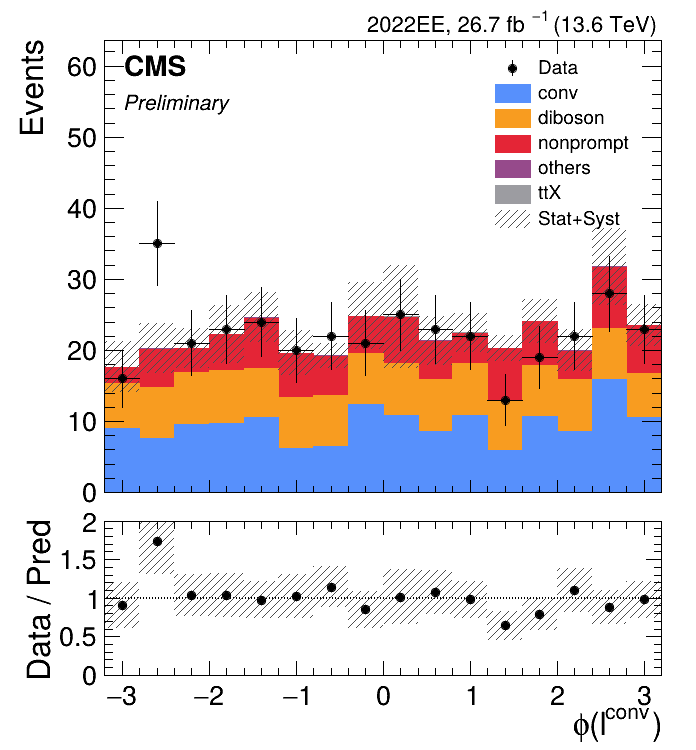 2022EE, 26.7 fb⁻¹ (13.6 TeV)
CMS
Preliminary
Events
60
50
40
30
20
10
0
Data
conv
diboson
nonprompt
others
ttX
Stat+Syst
Data / Pred
2
1.5
1
0.5
0
−3 −2 −1 0 1 2 3
ϕ(l^conv)